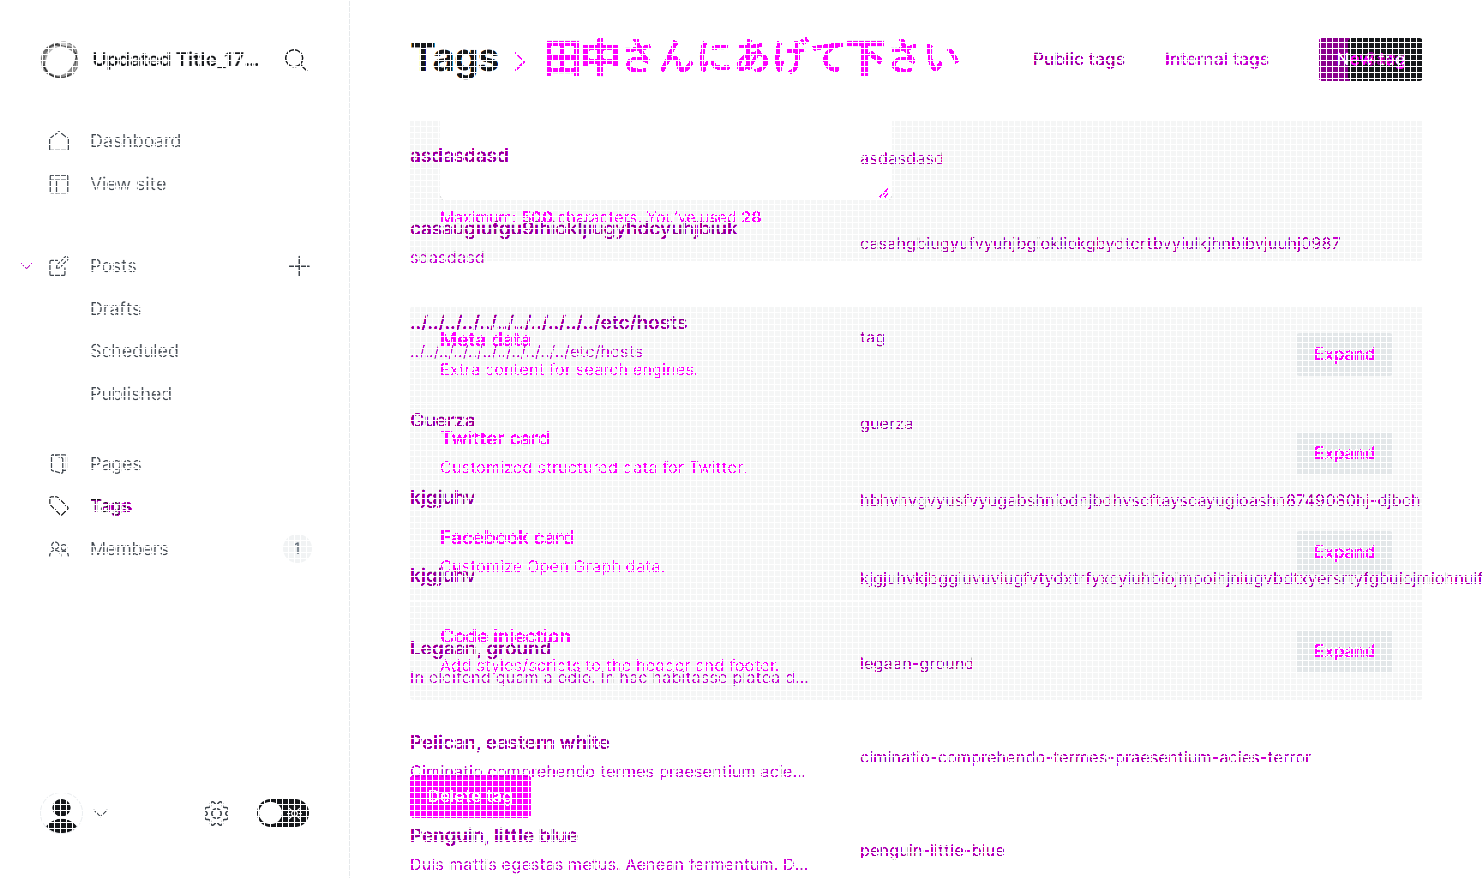 Updated Title_17...
Dashboard
View site
Posts
Drafts
Scheduled
Published
Pages
Tags
Members
1
Tags
田中さんにあげて下さい
Public tags
Internal tags
New tag
asdasdasd
asdasdasd
Maximum: 500 characters. You've used 28
sdasdasd
../../../../../../../../../../../../etc/hosts
Meta data
tag
../../../../../../../../../../../../etc/hosts
Expand
Extra content for search engines.
Guerza
guerza
Twitter card
Expand
Customized structured data for Twitter.
kjgjuhv
Facebook card
Expand
Customize Open Graph data.
kjgjuhv
Code injection
Legaan, ground
Expand
Add styles/scripts to the header and footer.
legaan-ground
In eleifend quam a odio. In hac habitasse platea d...
Pelican, eastern white
ciminatio-comprehendo-termes-praesentium-acies-terror
Ciminatio comprehendo termes praesentium acie...
Delete tag
Penguin, little blue
penguin-little-blue
Duis mattis egestas metus. Aenean fermentum. D...